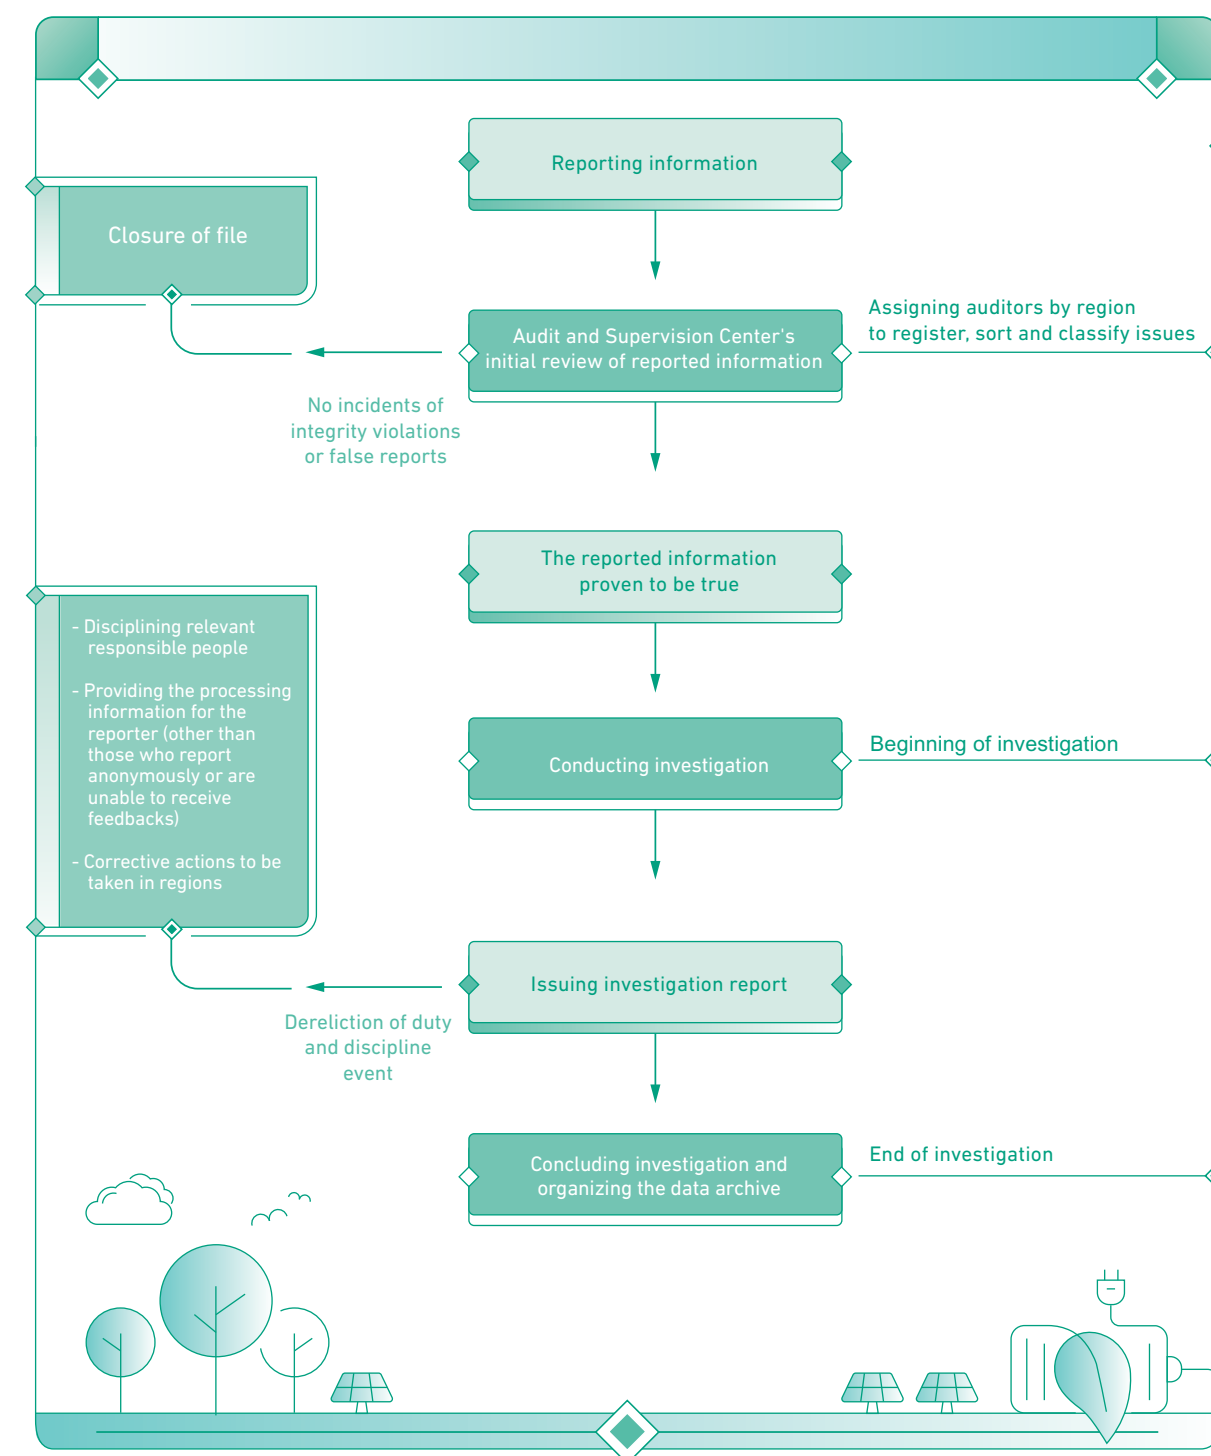 Reporting information
Closure of file
Audit and Supervision Center's
initial review of reported information
Assigning auditors by region
to register, sort and classify issues
No incidents of
integrity violations
or false reports
The reported information
proven to be true
- Disciplining relevant
responsible people
- Providing the processing
information for the
reporter (other than
those who report
anonymously or are
unable to receive
feedbacks)
- Corrective actions to be
taken in regions
Conducting investigation
Beginning of investigation
Issuing investigation report
Dereliction of duty
and discipline
event
Concluding investigation and
organizing the data archive
End of investigation